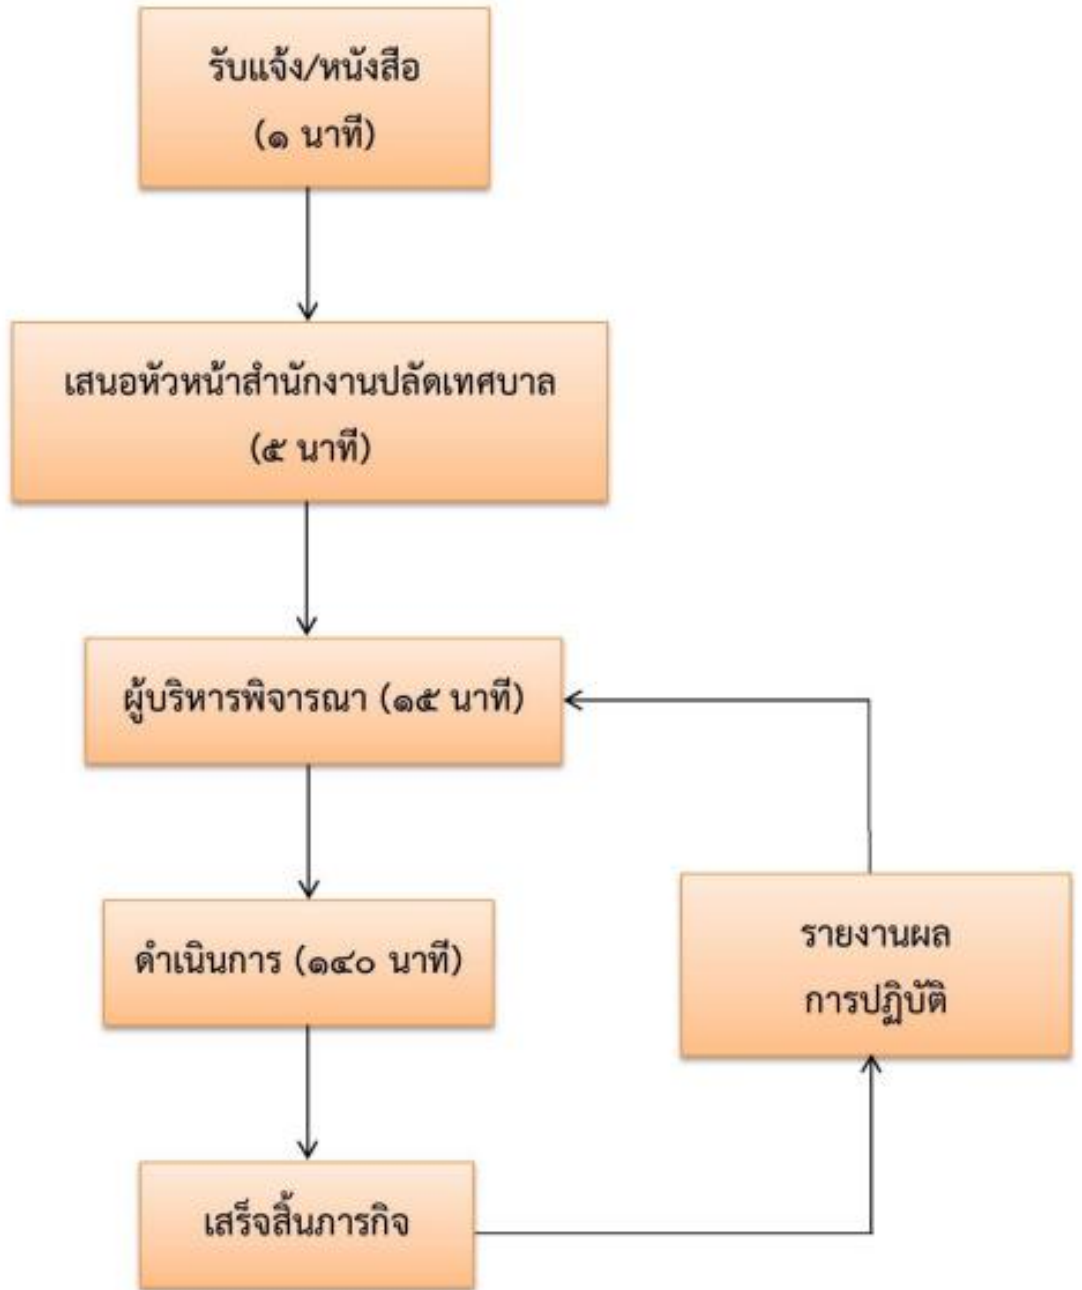 รับแจ้ง/หนังสือ
(๑ นาที)
เสนอหัวหน้าสำนักงานปลัดเทศบาล
(๕ นาที)
ผู้บริหารพิจารณา (๑๕ นาที)
ดำเนินการ (๑๔๐ นาที)
รายงานผล
การปฏิบัติ
เสร็จสิ้นภารกิจ